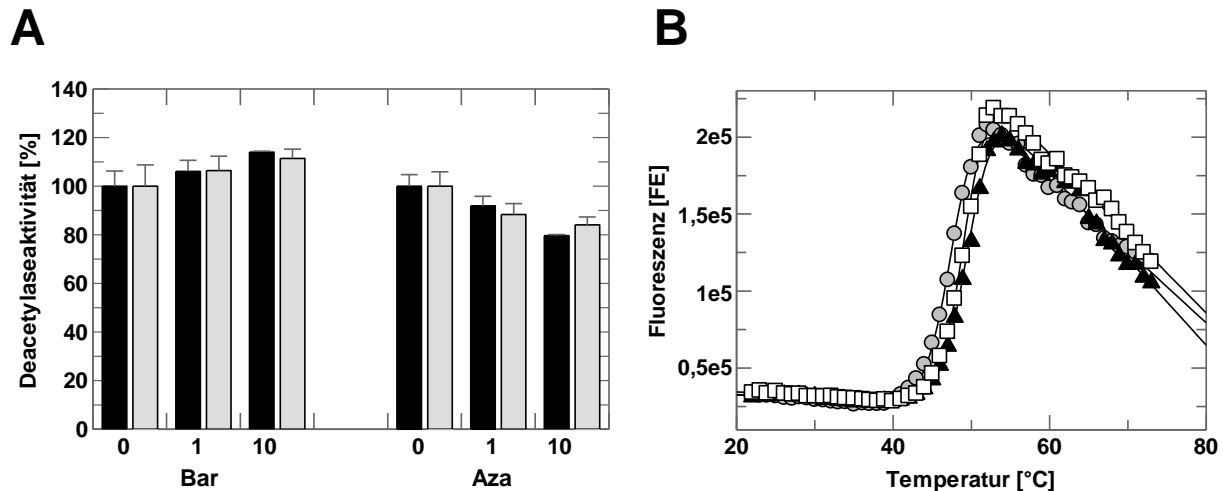 A
Deacetylaseaktivität [%]
140
120
100
80
60
40
20
0
0 1 10 0 1 10
Bar Aza
B
Fluoreszenz [FE]
2e5
1,5e5
1e5
0,5e5
20 40 60 80
Temperatur [°C]